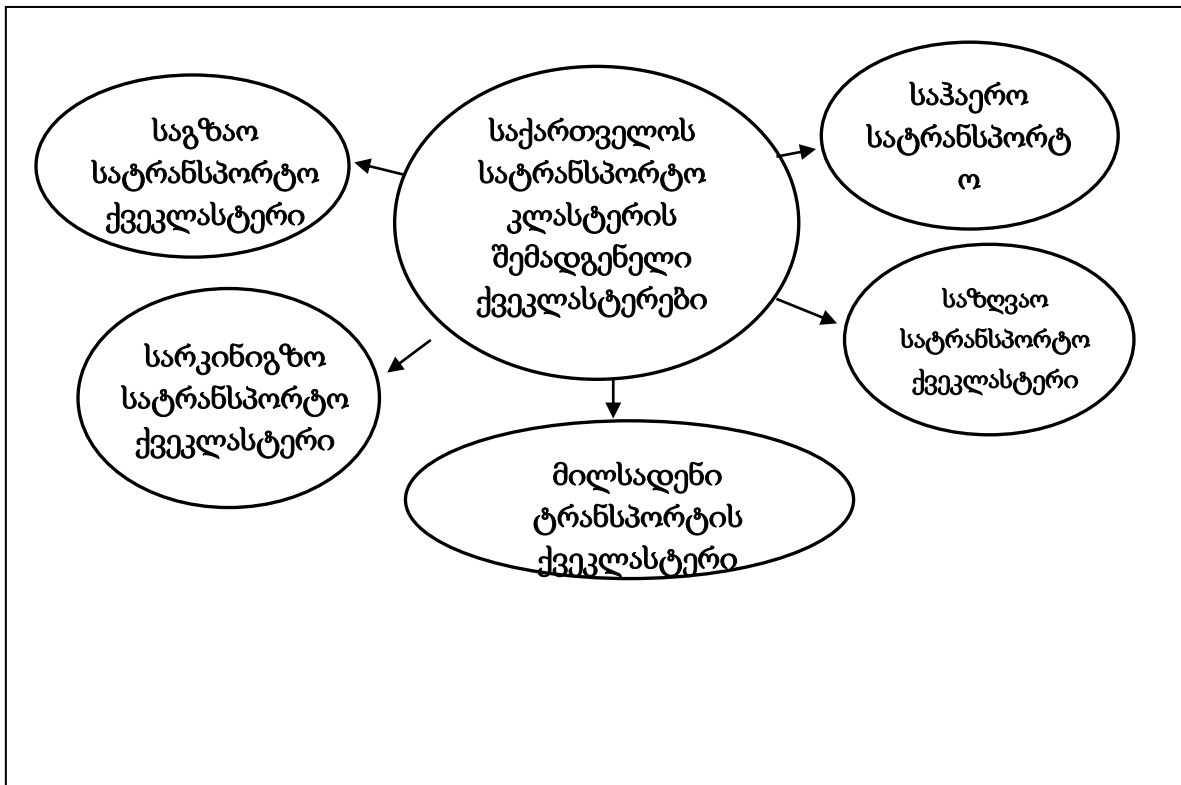 საგზაო
სატრანსპორტო
ქვეკლასტერი
საქართველოს
სატრანსპორტო
კლასტერის
შემადგენელი
ქვეკლასტერები
საჰაერო
სატრანსპორტ
ო
სარკინიგზო
სატრანსპორტო
ქვეკლასტერი
საზღვაო
სატრანსპორტო
ქვეკლასტერი
მილსადენი
ტრანსპორტის
ქვეკლასტერი